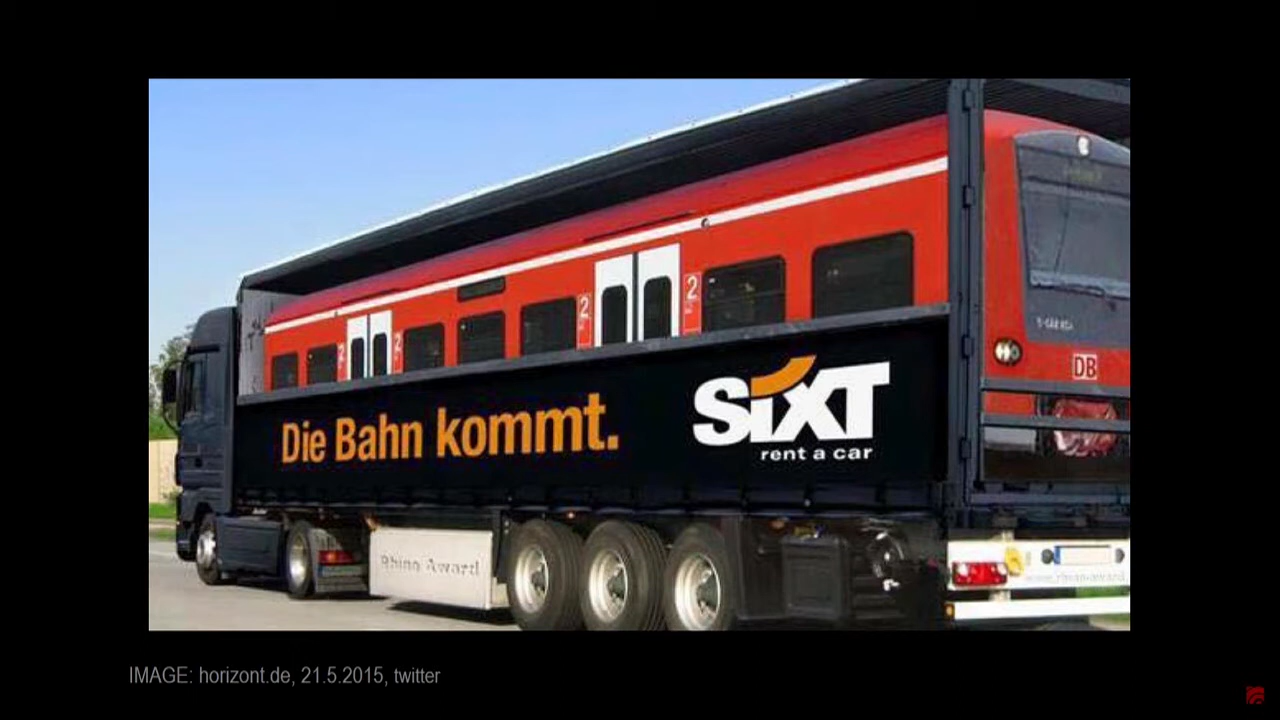 2
2
2
2
DB
Die Bahn kommt.
SiXT
rent a car
Rhino Award
IMAGE: horizont.de, 21.5.2015, twitter